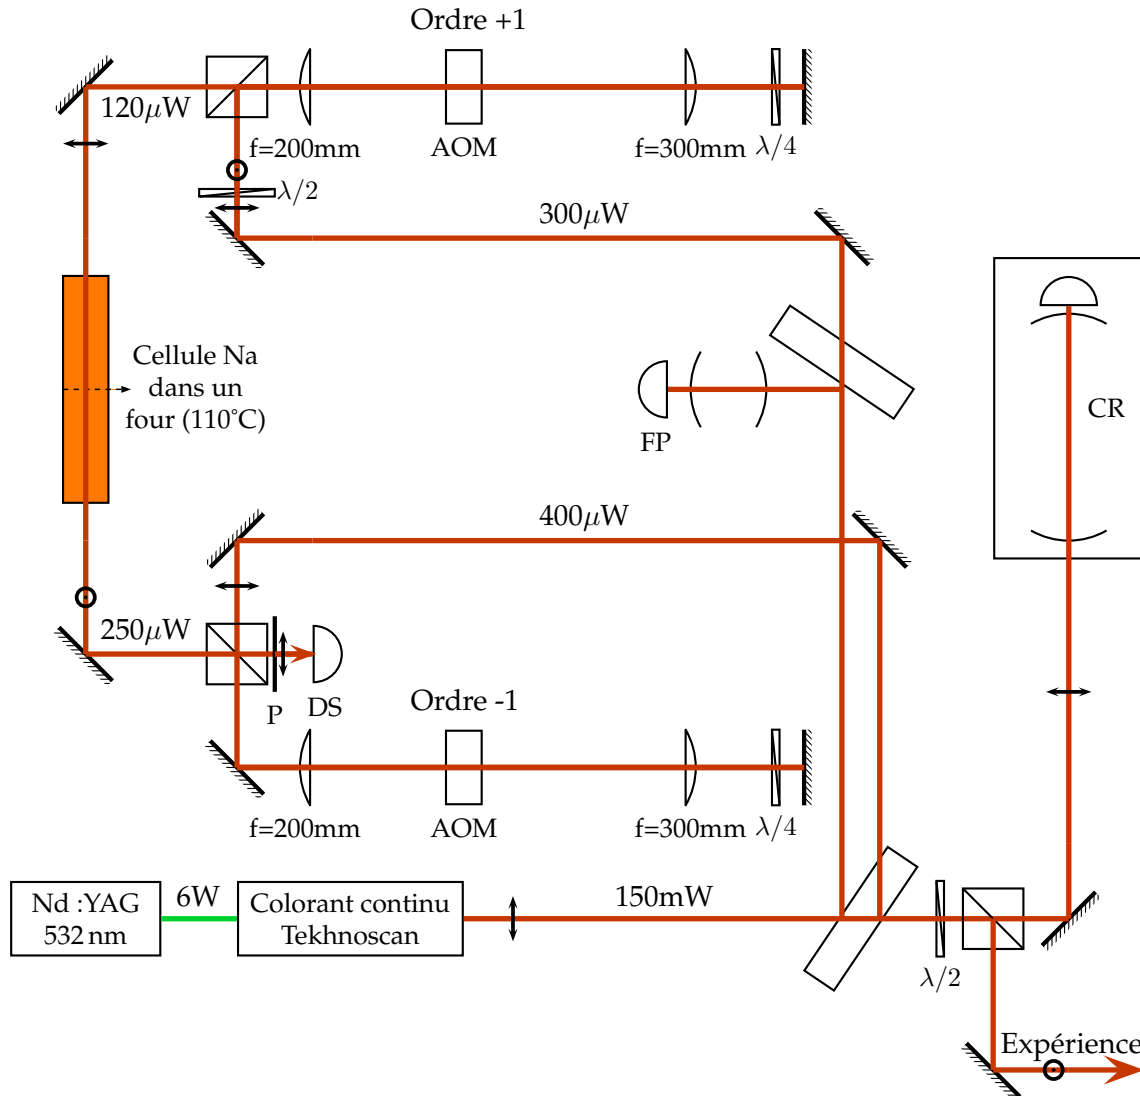 Ordre +1
120μW
f=200mm
AOM
f=300mm
λ/4
λ/2
300μW
Cellule Na
dans un
four (110°C)
FP
CR
400μW
250μW
P
DS
Ordre -1
f=200mm
AOM
f=300mm
λ/4
Nd :YAG
532 nm
6W
Colorant continu
Tekhnoscan
150mW
λ/2
Expérience